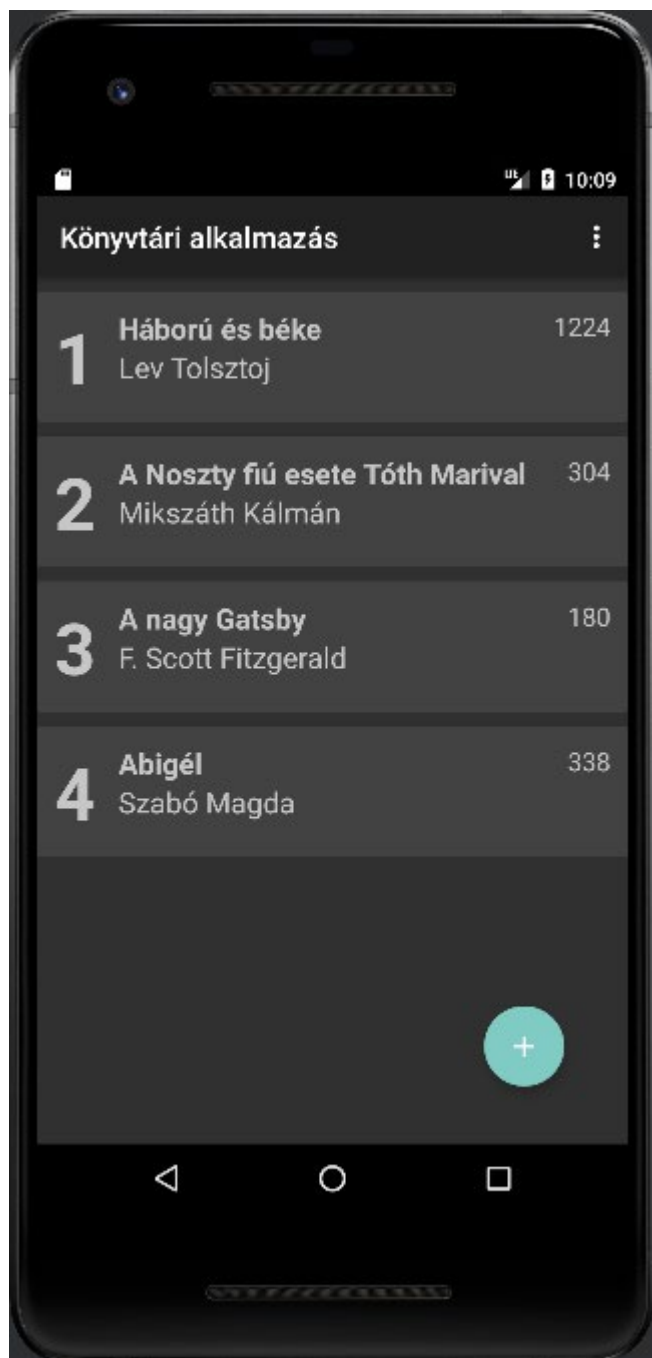 10:09
Könyvtári alkalmazás
1 Háború és béke 1224
Lev Tolsztoj
2 A Noszty fiú esete Tóth Marival 304
Mikszáth Kálmán
3 A nagy Gatsby 180
F. Scott Fitzgerald
4 Abigél 338
Szabó Magda
+